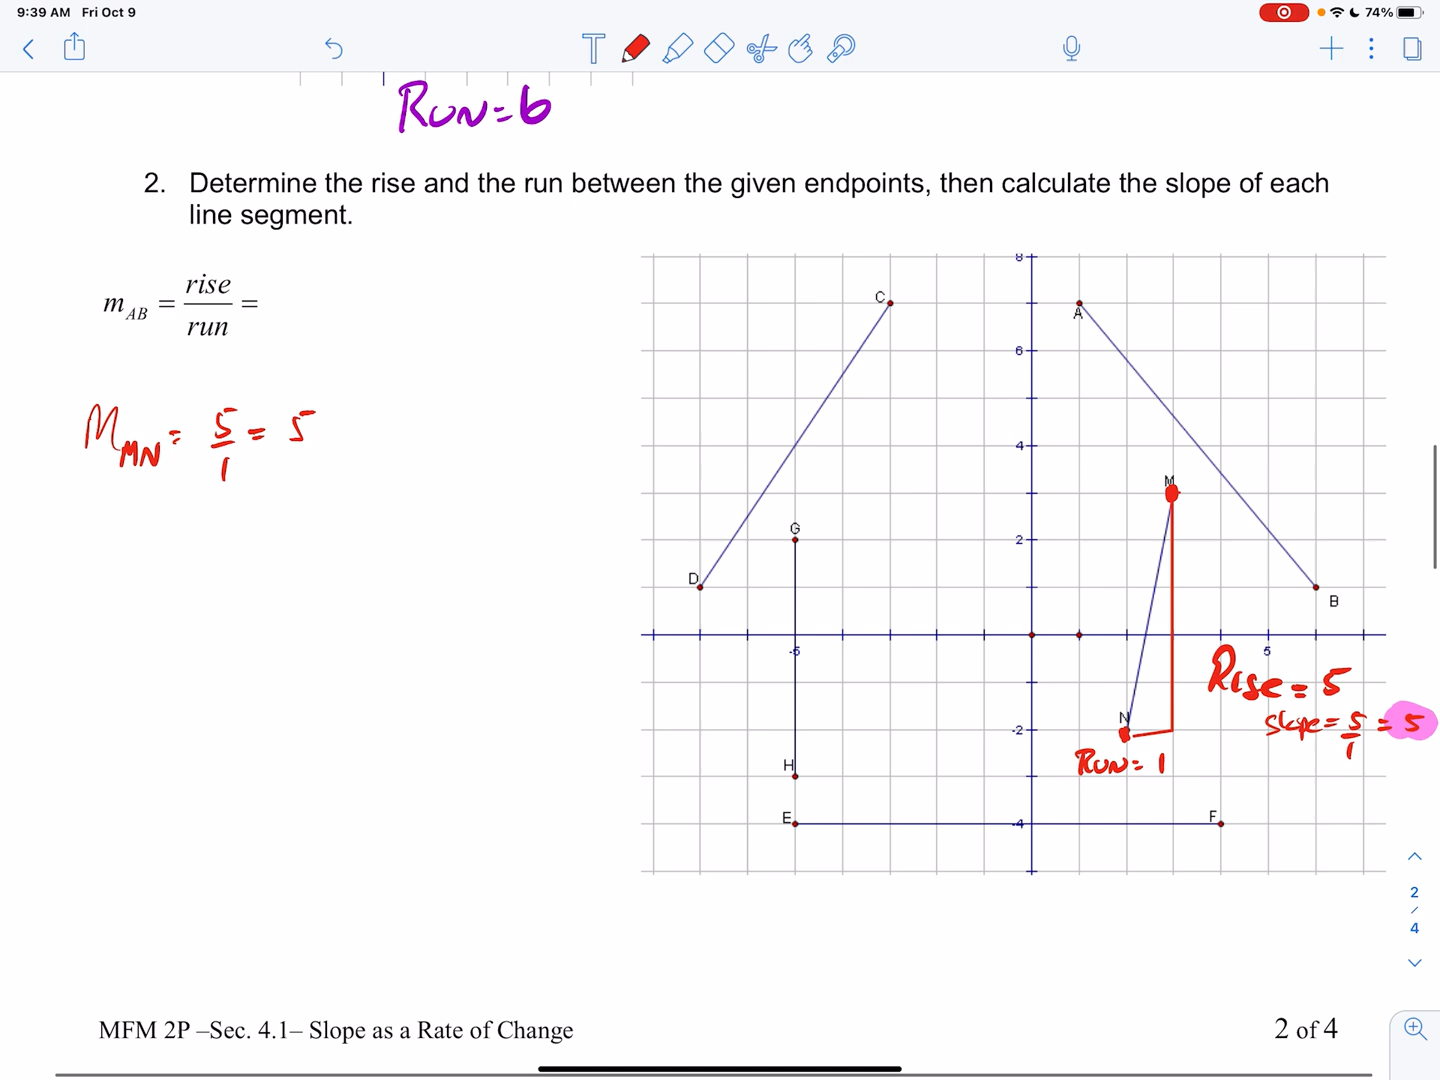 9:39 AM Fri Oct 9
74%
T
RUN=6
2. Determine the rise and the run between the given endpoints, then calculate the slope of each
line segment.
m AB = rise/run =
M MN = 5/1 = 5
8
C
A
6
4
M
G
2
D
B
-5
5
Rise = 5
N
-2
slope = 5/1 = 5
RUN = 1
H
E
-4
F
2
/
4
MFM 2P –Sec. 4.1– Slope as a Rate of Change
2 of 4